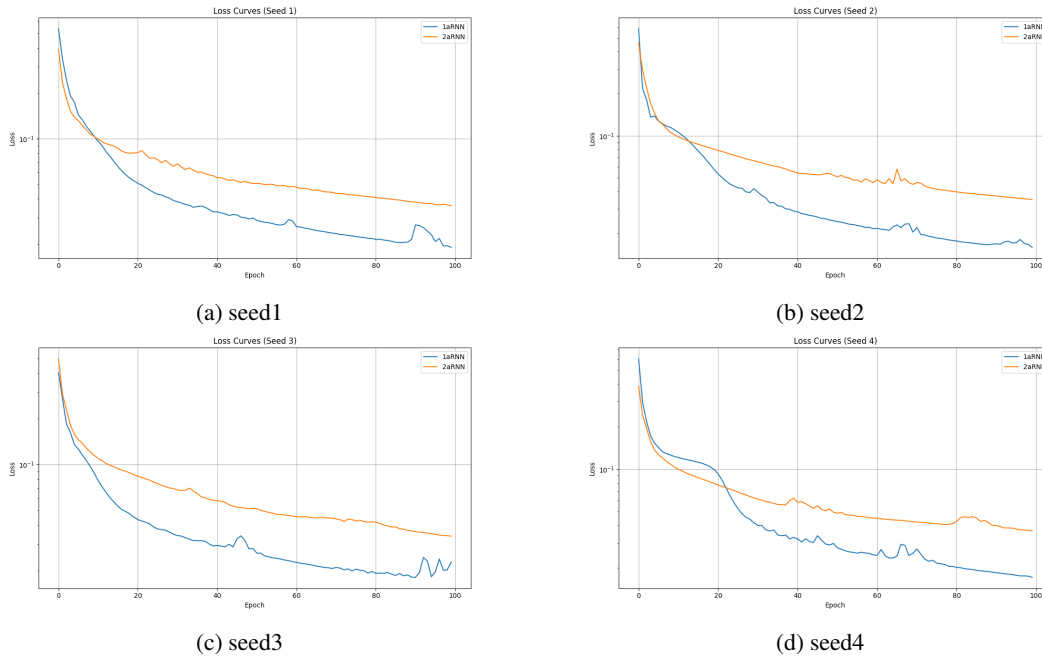 Loss Curves (Seed 1)
1aRNN
2aRNN
Loss
10⁻¹
0 20 40 60 80 100
Epoch
(a) seed1
Loss Curves (Seed 2)
1aRNN
2aRNN
Loss
10⁻¹
0 20 40 60 80 100
Epoch
(b) seed2
Loss Curves (Seed 3)
1aRNN
2aRNN
Loss
10⁻¹
0 20 40 60 80 100
Epoch
(c) seed3
Loss Curves (Seed 4)
1aRNN
2aRNN
Loss
10⁻¹
0 20 40 60 80 100
Epoch
(d) seed4